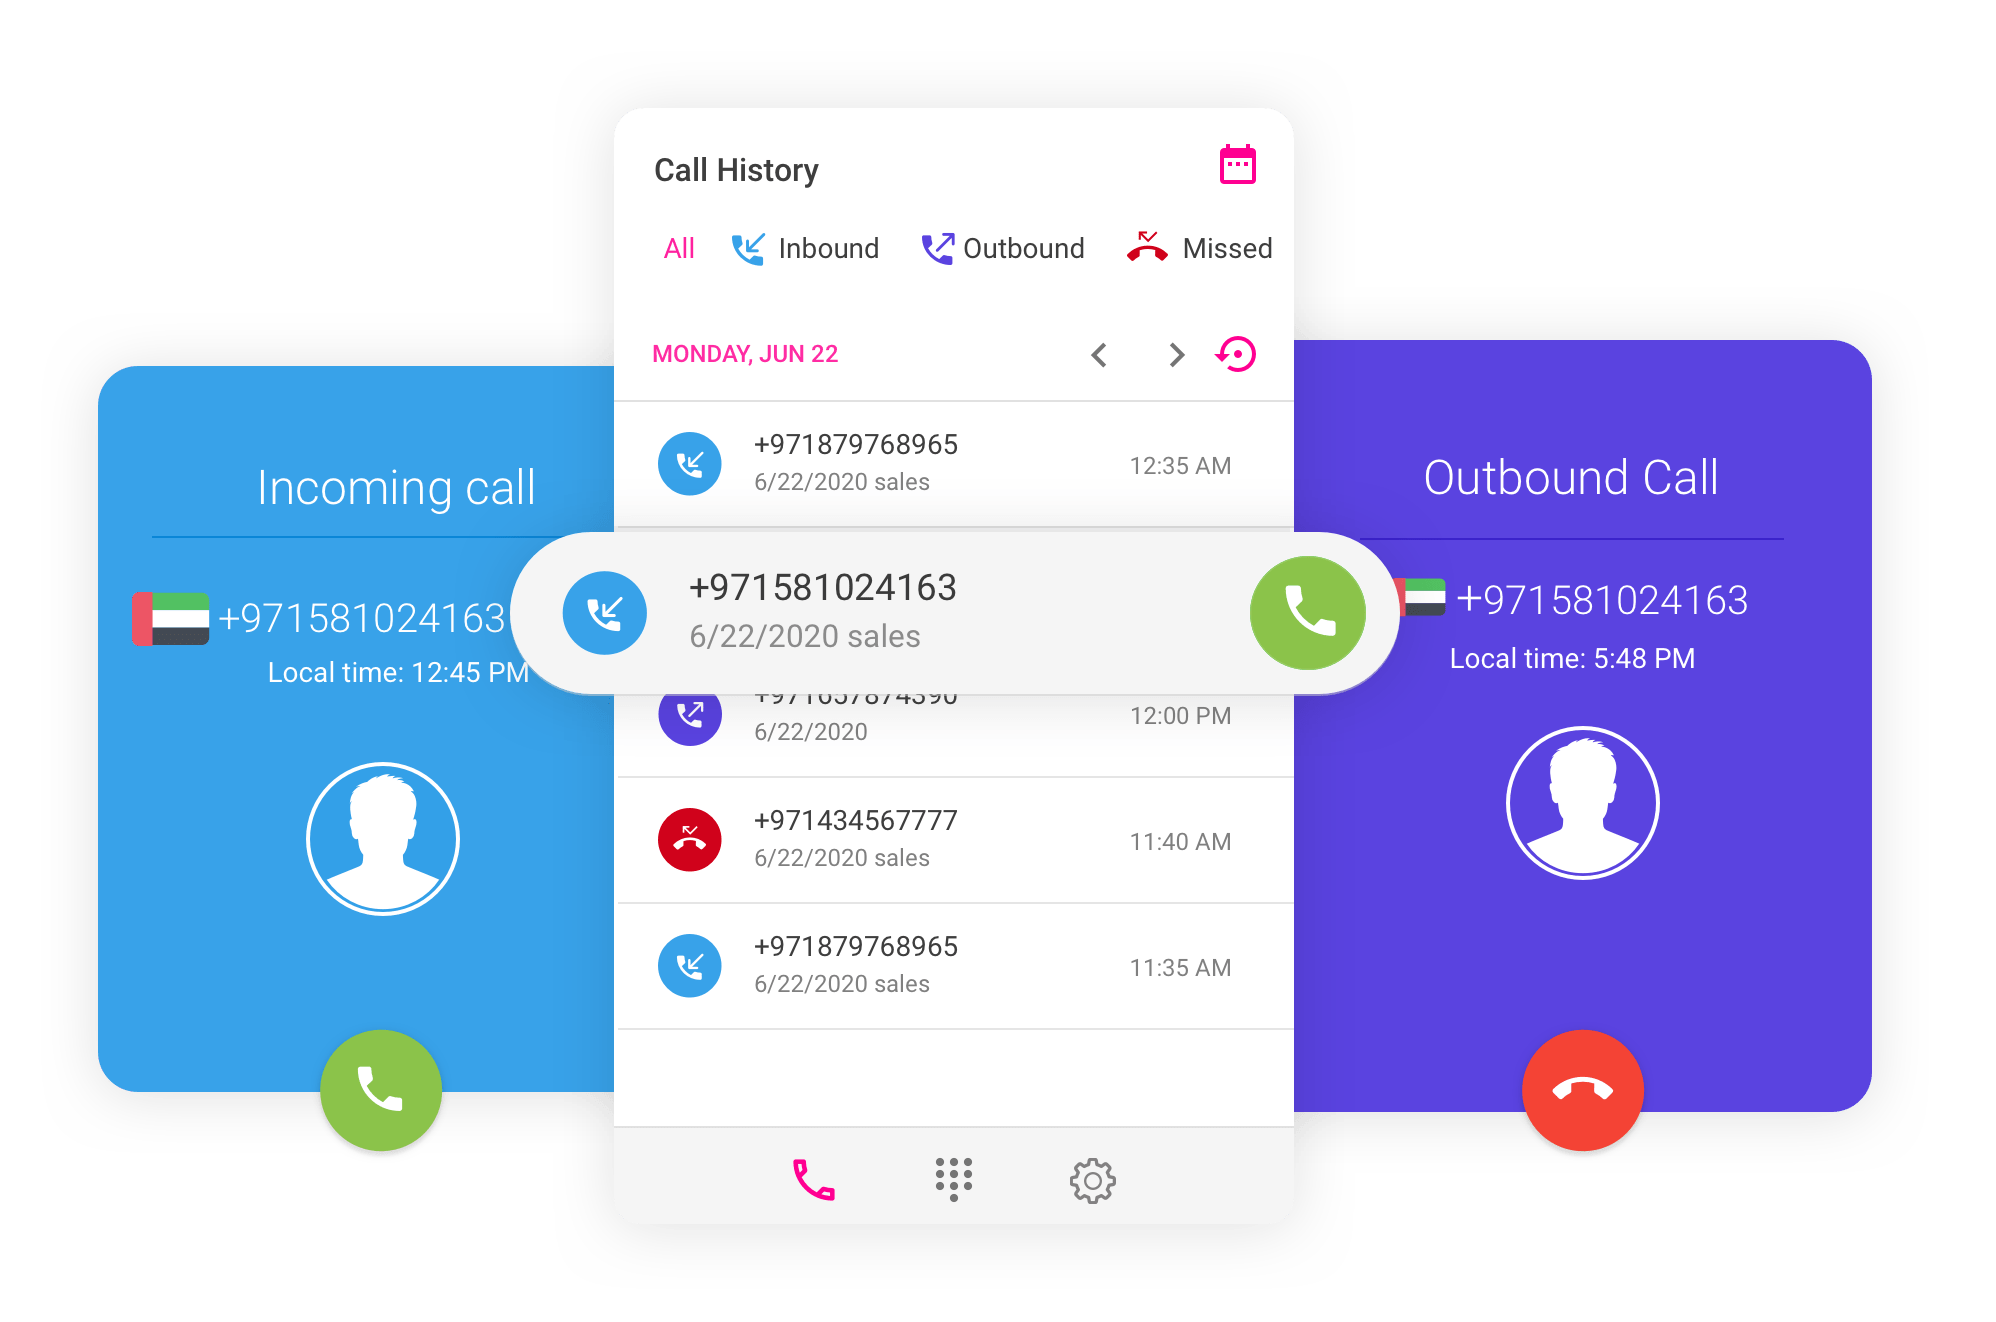 Call History
All Inbound Outbound Missed
MONDAY, JUN 22
+971879768965
6/22/2020 sales
12:35 AM
+971581024163
6/22/2020 sales
+971657874390
6/22/2020
12:00 PM
+971434567777
6/22/2020 sales
11:40 AM
+971879768965
6/22/2020 sales
11:35 AM
Incoming call
+971581024163
Local time: 12:45 PM
Outbound Call
+971581024163
Local time: 5:48 PM